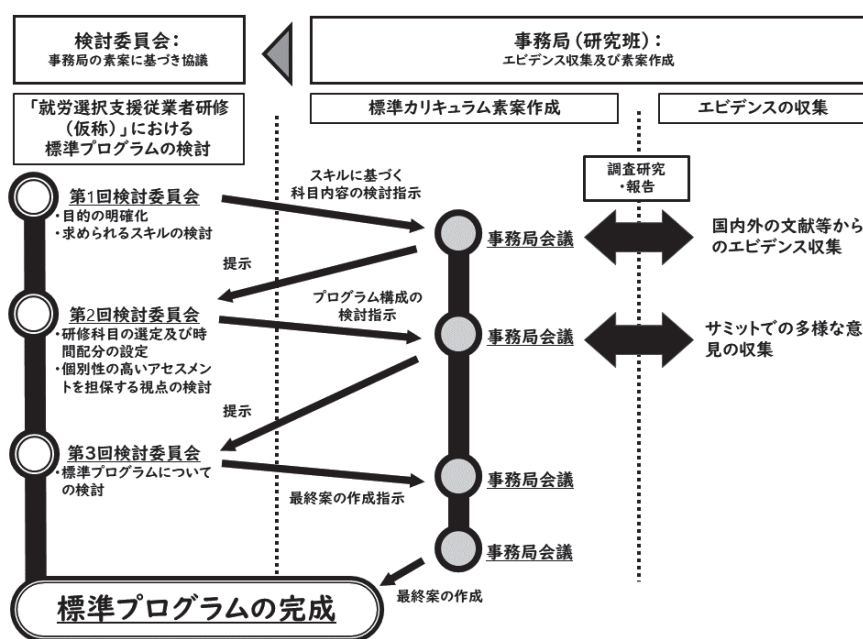 検討委員会：
事務局の素案に基づき協議
事務局（研究班）：
エビデンス収集及び素案作成
「就労選択支援従業者研修
（仮称）」における
標準プログラムの検討
標準カリキュラム素案作成
エビデンスの収集
調査研究
・報告
第1回検討委員会
・目的の明確化
・求められるスキルの検討
スキルに基づく
科目内容の検討指示
事務局会議
国内外の文献等から
のエビデンス収集
提示
第2回検討委員会
・研修科目の選定及び時
間配分の設定
・個別性の高いアセスメン
トを担保する視点の検討
プログラム構成の
検討指示
事務局会議
サミットでの多様な意
見の収集
提示
第3回検討委員会
・標準プログラムについて
の検討
最終案の作成指示
事務局会議
事務局会議
最終案の作成
標準プログラムの完成